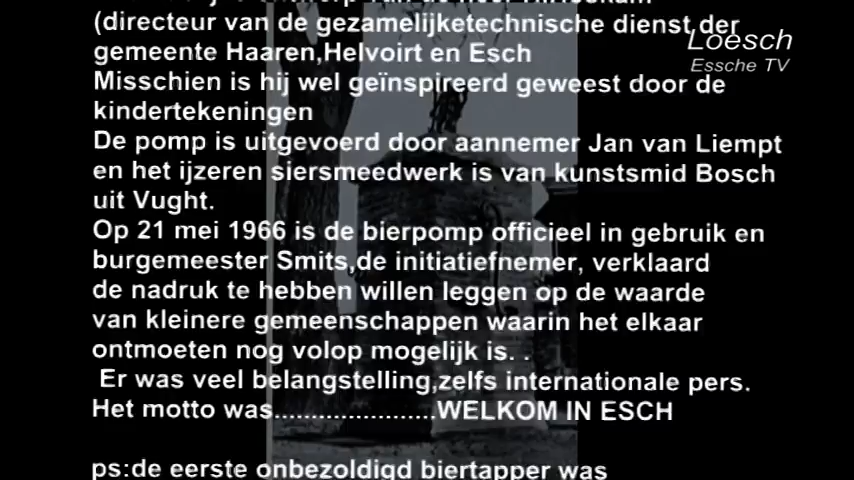 (directeur van de gezamelijketechnische dienst der
gemeente Haaren,Helvoirt en Esch
Misschien is hij wel geïnspireerd geweest door de
kindertekeningen
De pomp is uitgevoerd door aannemer Jan van Liempt
en het ijzeren siersmeedwerk is van kunstsmid Bosch
uit Vught.
Op 21 mei 1966 is de bierpomp officieel in gebruik en
burgemeester Smits,de initiatiefnemer, verklaard
de nadruk te hebben willen leggen op de waarde
van kleinere gemeenschappen waarin het elkaar
ontmoeten nog volop mogelijk is. .
Er was veel belangstelling,zelfs internationale pers.
Het motto was......................WELKOM IN ESCH
ps:de eerste onbezoldigd biertapper was
Loesch
Essche TV